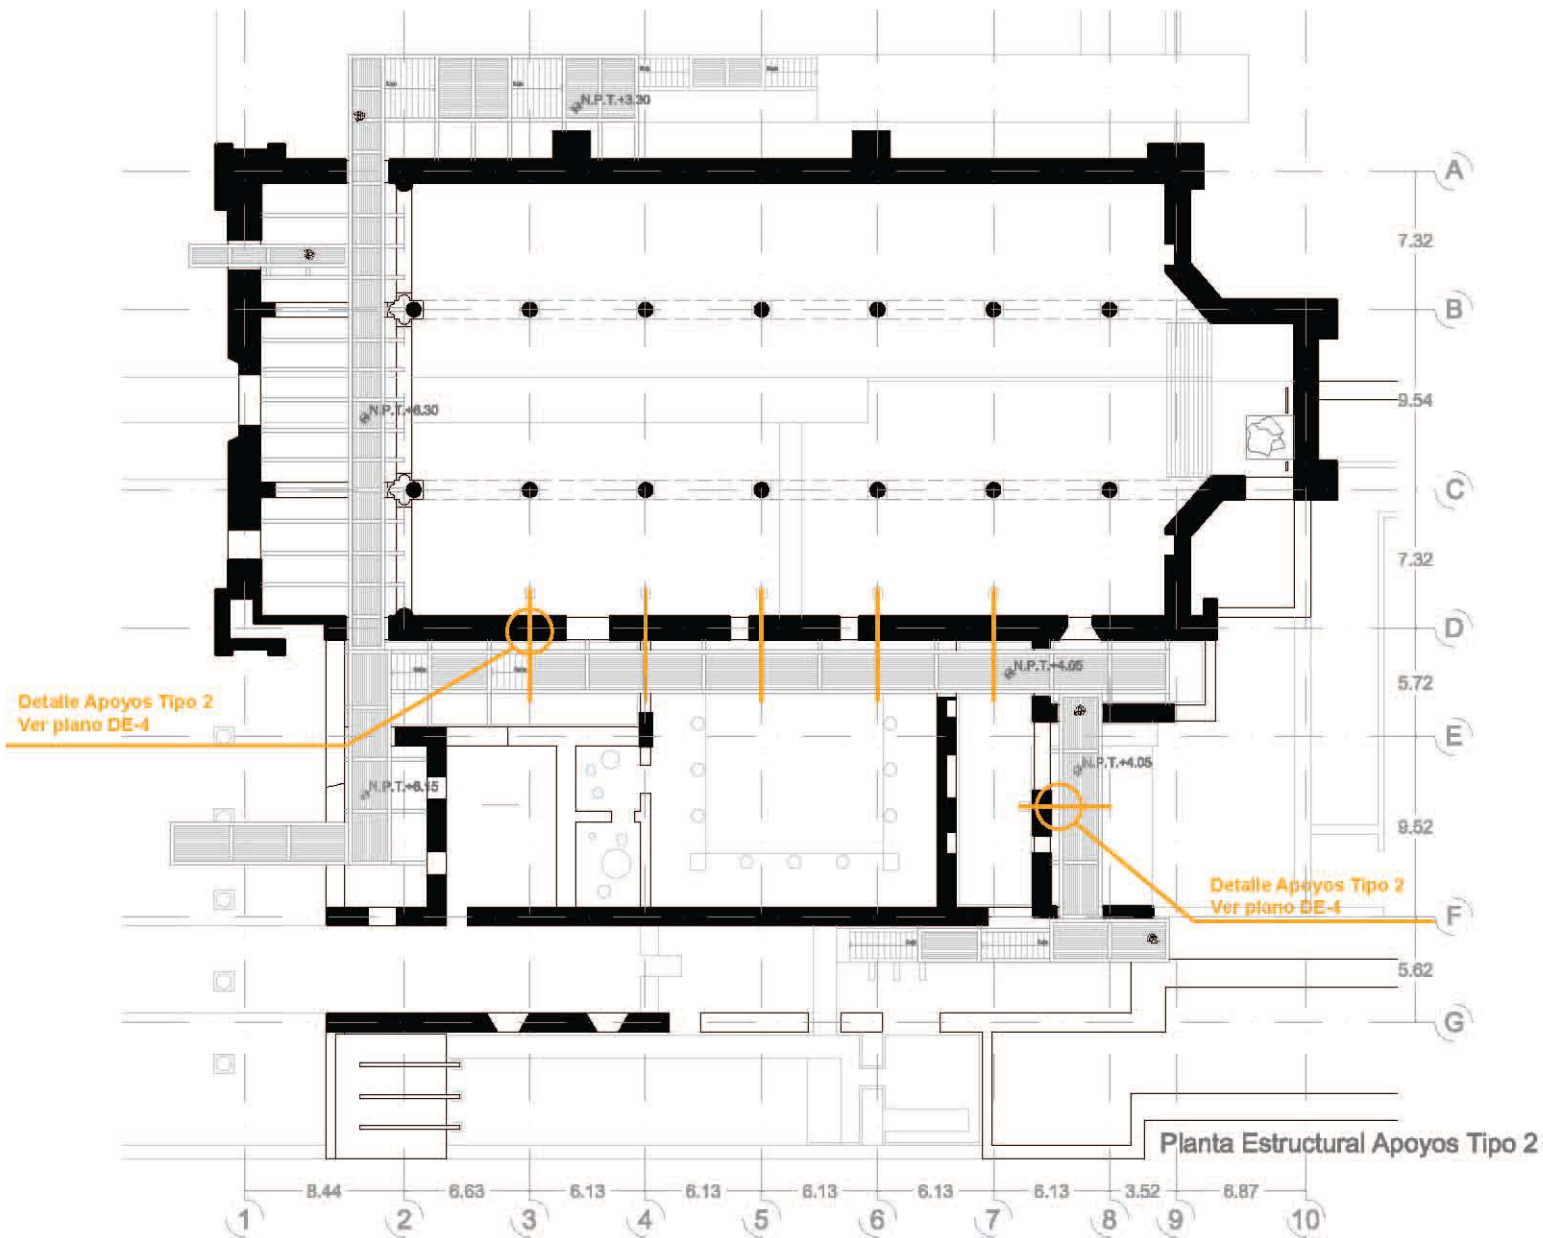 N.P.T.+3.30
A
7.32
B
N.P.T.+6.30
9.54
C
7.32
D
N.P.T.+4.05
Detalle Apoyos Tipo 2
Ver plano DE-4
5.72
E
N.P.T.+4.05
N.P.T.+6.15
9.52
Detalle Apoyos Tipo 2
Ver plano DE-4
F
5.62
G
Planta Estructural Apoyos Tipo 2
8.44 6.63 6.13 6.13 6.13 6.13 6.13 3.52 6.87
1 2 3 4 5 6 7 8 9 10